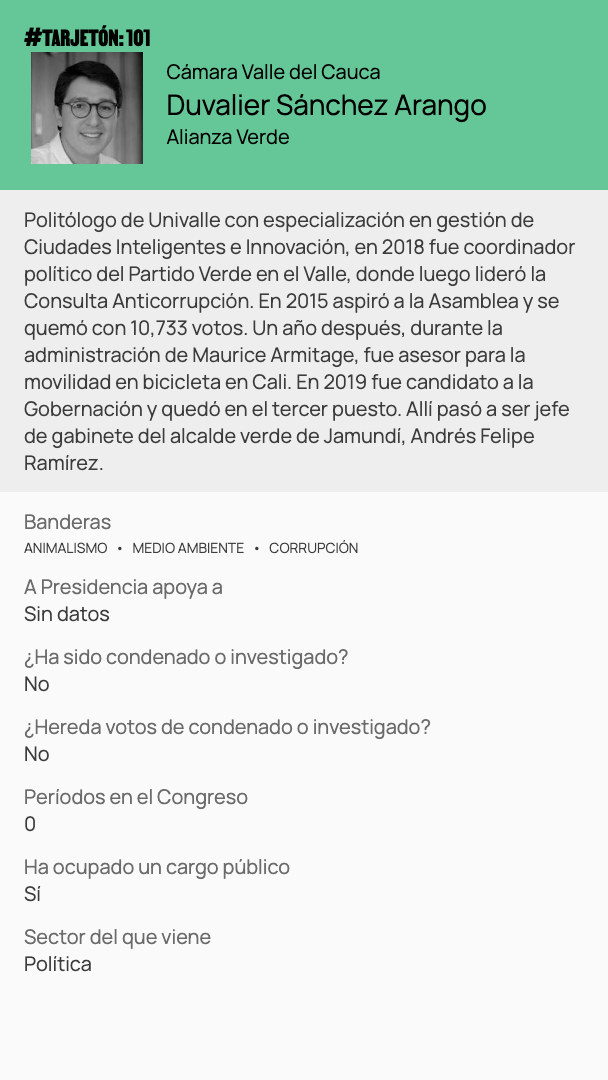 #TARJETÓN: 101
Cámara Valle del Cauca
Duvalier Sánchez Arango
Alianza Verde
Politólogo de Univalle con especialización en gestión de
Ciudades Inteligentes e Innovación, en 2018 fue coordinador
político del Partido Verde en el Valle, donde luego lideró la
Consulta Anticorrupción. En 2015 aspiró a la Asamblea y se
quemó con 10,733 votos. Un año después, durante la
administración de Maurice Armitage, fue asesor para la
movilidad en bicicleta en Cali. En 2019 fue candidato a la
Gobernación y quedó en el tercer puesto. Allí pasó a ser jefe
de gabinete del alcalde verde de Jamundí, Andrés Felipe
Ramírez.
Banderas
ANIMALISMO • MEDIO AMBIENTE • CORRUPCIÓN
A Presidencia apoya a
Sin datos
¿Ha sido condenado o investigado?
No
¿Hereda votos de condenado o investigado?
No
Períodos en el Congreso
0
Ha ocupado un cargo público
Sí
Sector del que viene
Política